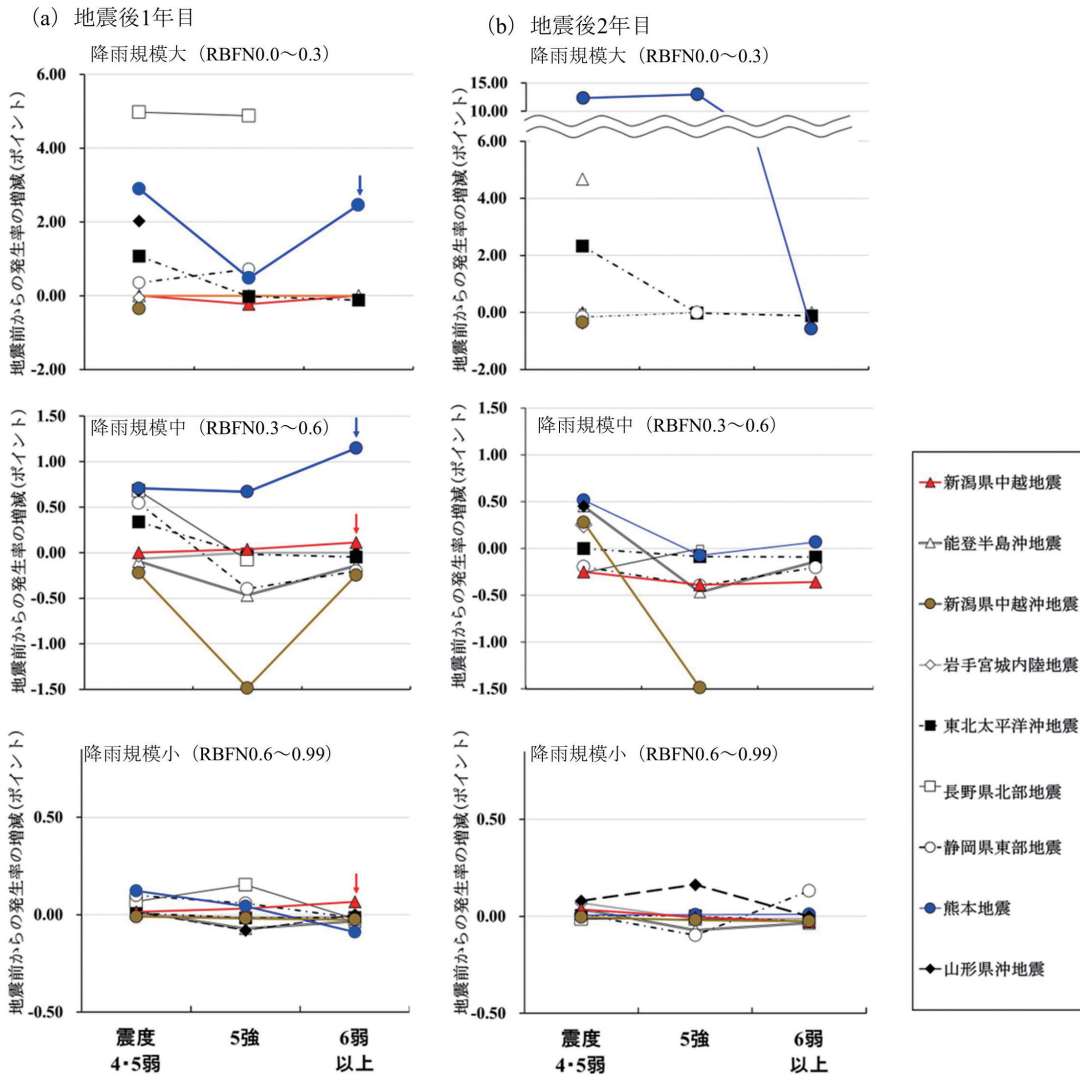 (a) 地震後1年目
降雨規模大（RBFN0.0～0.3）
地震前からの発生率の増減(ポイント)
6.00
4.00
2.00
0.00
-2.00
降雨規模中（RBFN0.3～0.6）
地震前からの発生率の増減(ポイント)
1.50
1.00
0.50
0.00
-0.50
-1.00
-1.50
降雨規模小（RBFN0.6～0.99）
地震前からの発生率の増減(ポイント)
0.50
0.00
-0.50
震度
4・5弱
5強
6弱
以上
(b) 地震後2年目
降雨規模大（RBFN0.0～0.3）
地震前からの発生率の増減(ポイント)
15.00
10.00
6.00
4.00
2.00
0.00
-2.00
降雨規模中（RBFN0.3～0.6）
地震前からの発生率の増減(ポイント)
1.50
1.00
0.50
0.00
-0.50
-1.00
-1.50
降雨規模小（RBFN0.6～0.99）
地震前からの発生率の増減(ポイント)
0.50
0.00
-0.50
震度
4・5弱
5強
6弱
以上
新潟県中越地震
能登半島沖地震
新潟県中越沖地震
岩手宮城内陸地震
東北太平洋沖地震
長野県北部地震
静岡県東部地震
熊本地震
山形県沖地震